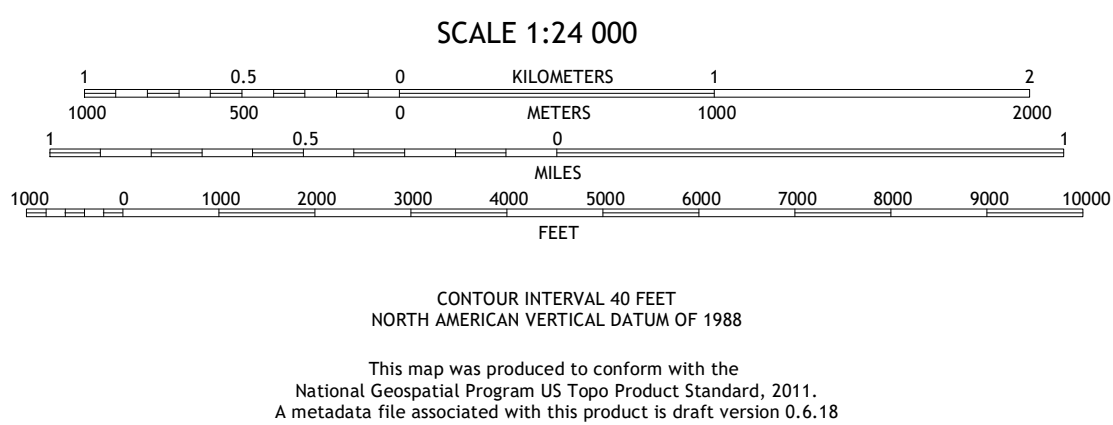 SCALE 1:24 000
1 0.5 0 KILOMETERS 1 2
1000 500 0 METERS 1000 2000
1 0.5 0 1
MILES
1000 0 1000 2000 3000 4000 5000 6000 7000 8000 9000 10000
FEET
CONTOUR INTERVAL 40 FEET
NORTH AMERICAN VERTICAL DATUM OF 1988
This map was produced to conform with the
National Geospatial Program US Topo Product Standard, 2011.
A metadata file associated with this product is draft version 0.6.18